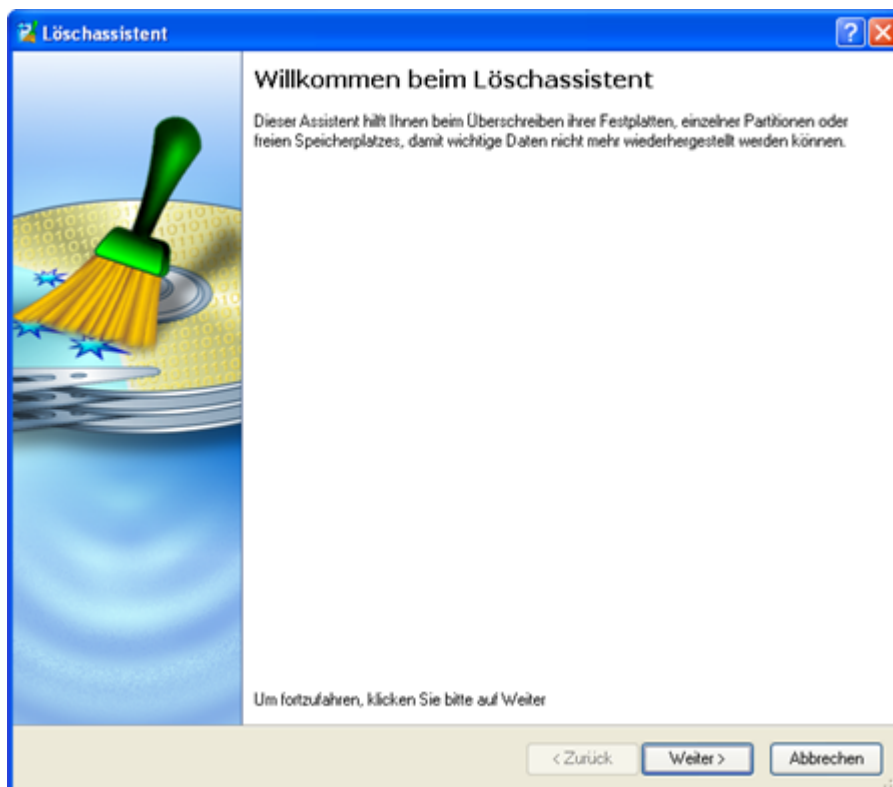 Löschassistent
Willkommen beim Löschassistent
Dieser Assistent hilft Ihnen beim Überschreiben ihrer Festplatten, einzelner Partitionen oder
freien Speicherplatzes, damit wichtige Daten nicht mehr wiederhergestellt werden können.
Um fortzufahren, klicken Sie bitte auf Weiter
< Zurück
Weiter >
Abbrechen